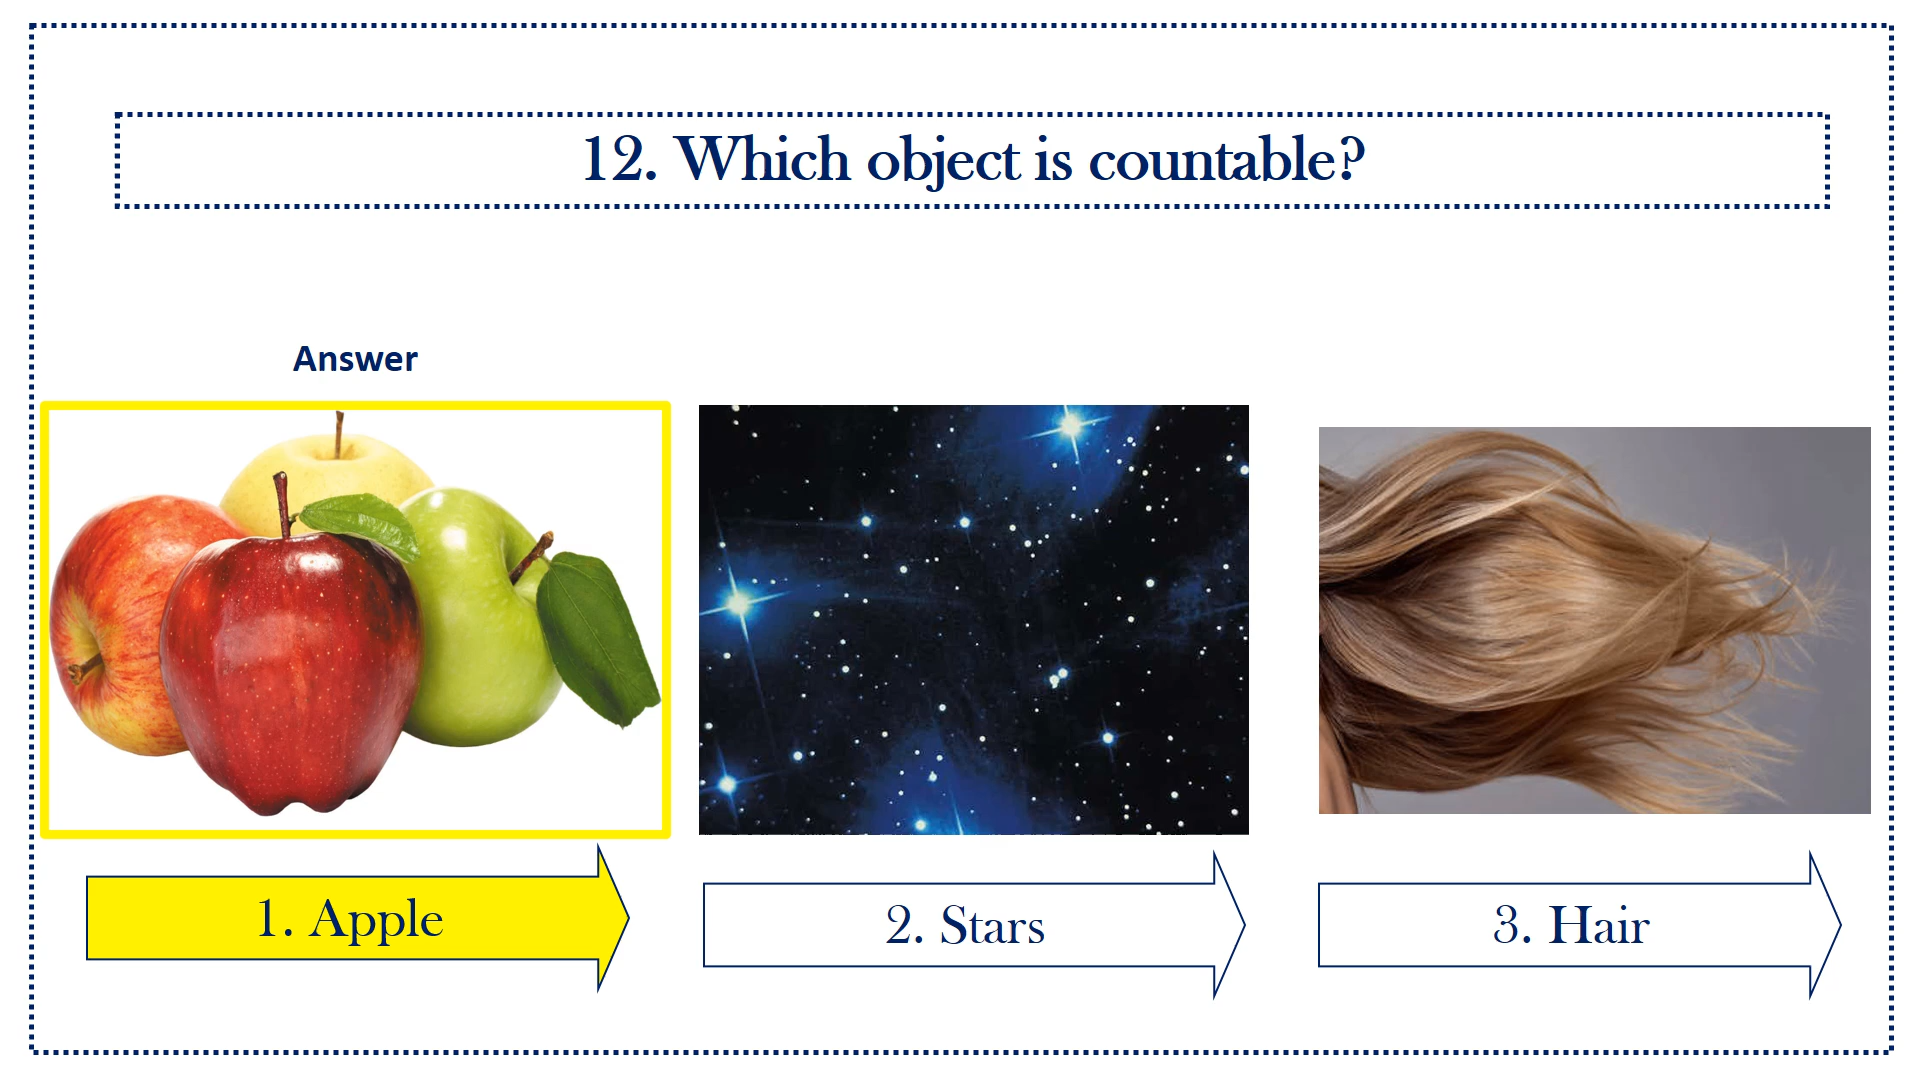 12. Which object is countable?
Answer
1. Apple
2. Stars
3. Hair